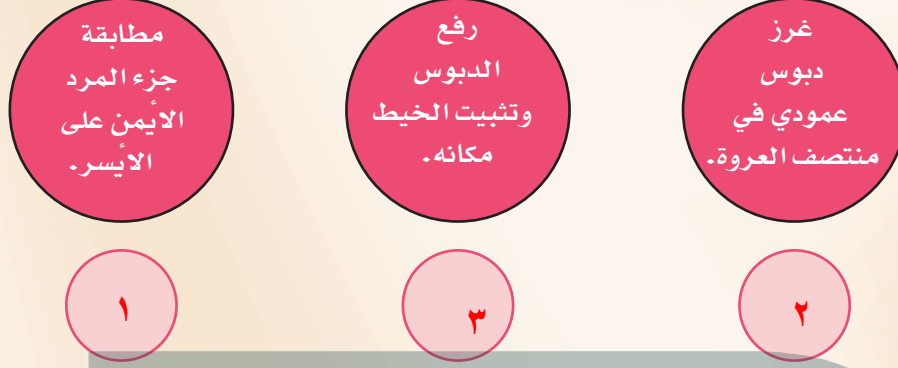 غرز
دبوس
عمودي في
منتصف العروة.
رفع
الدبوس
وتثبيت الخيط
مكانه.
مطابقة
جزء المرد
الأيمن على
الأيسر.
٢
٣
١